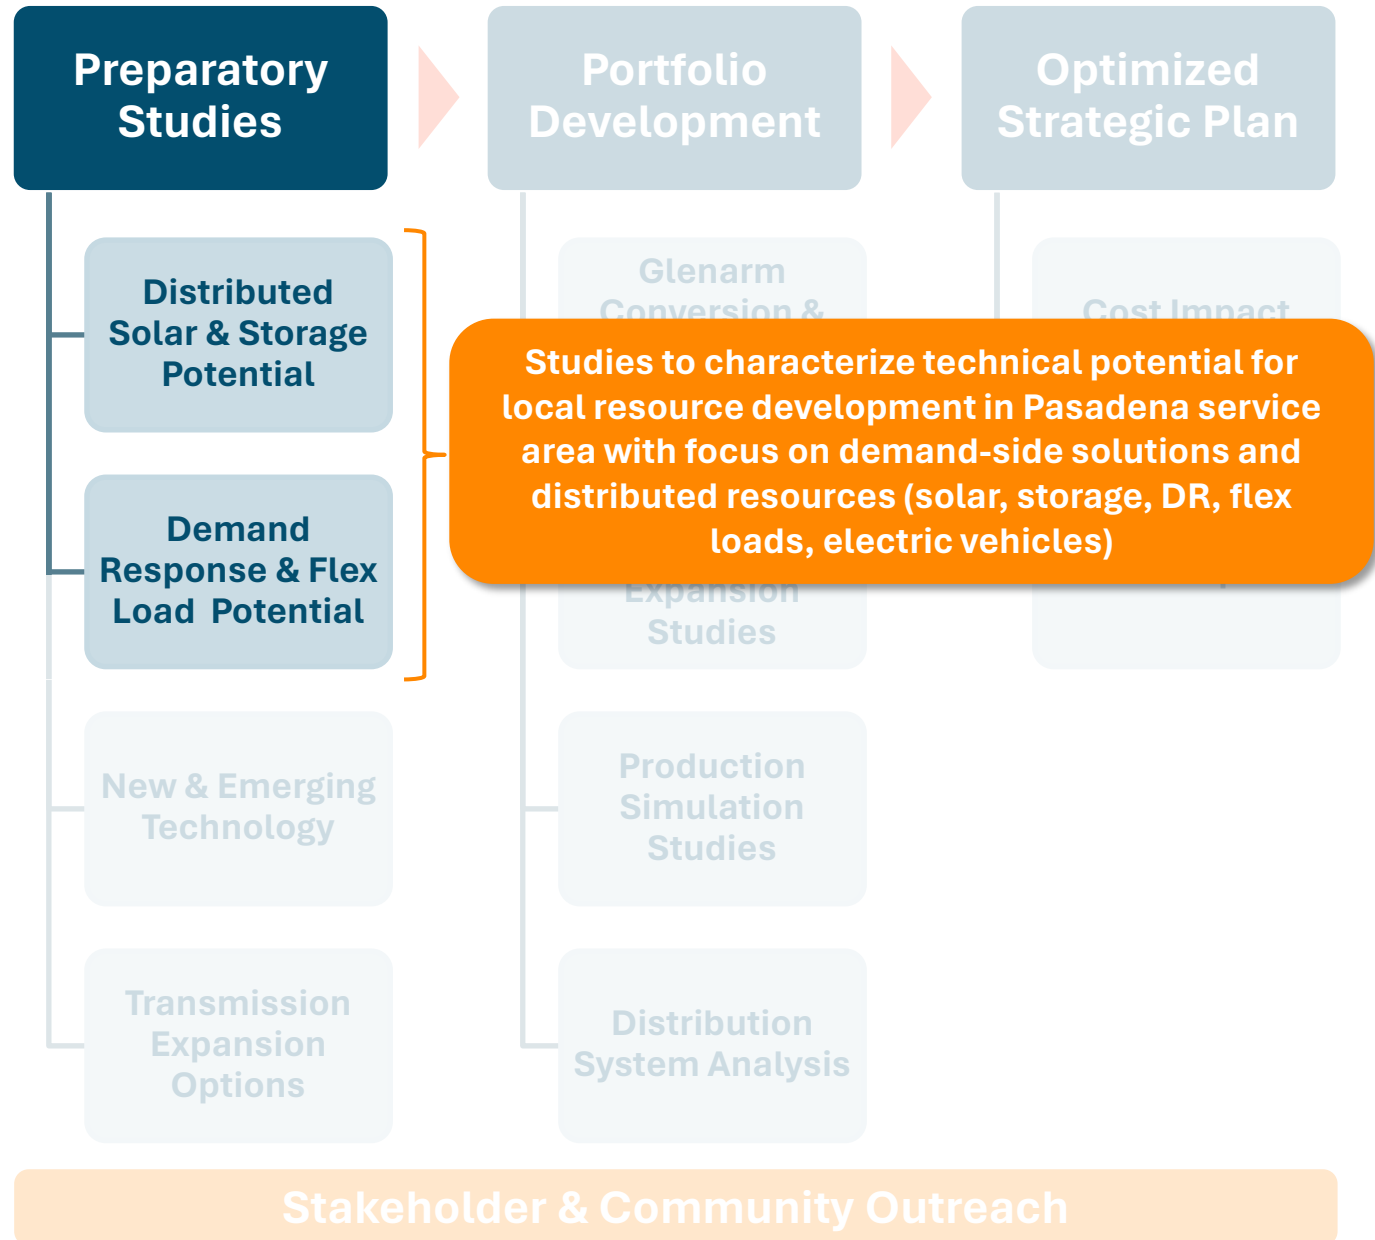 Preparatory
Studies
Portfolio
Development
Optimized
Strategic Plan
Distributed
Solar & Storage
Potential
Demand
Response & Flex
Load Potential
New & Emerging
Technology
Transmission
Expansion
Options
Glenarm
Conversion &
Expansion
Studies
Production
Simulation
Studies
Distribution
System Analysis
Cost Impact
Studies to characterize technical potential for
local resource development in Pasadena service
area with focus on demand-side solutions and
distributed resources (solar, storage, DR, flex
loads, electric vehicles)
Stakeholder & Community Outreach